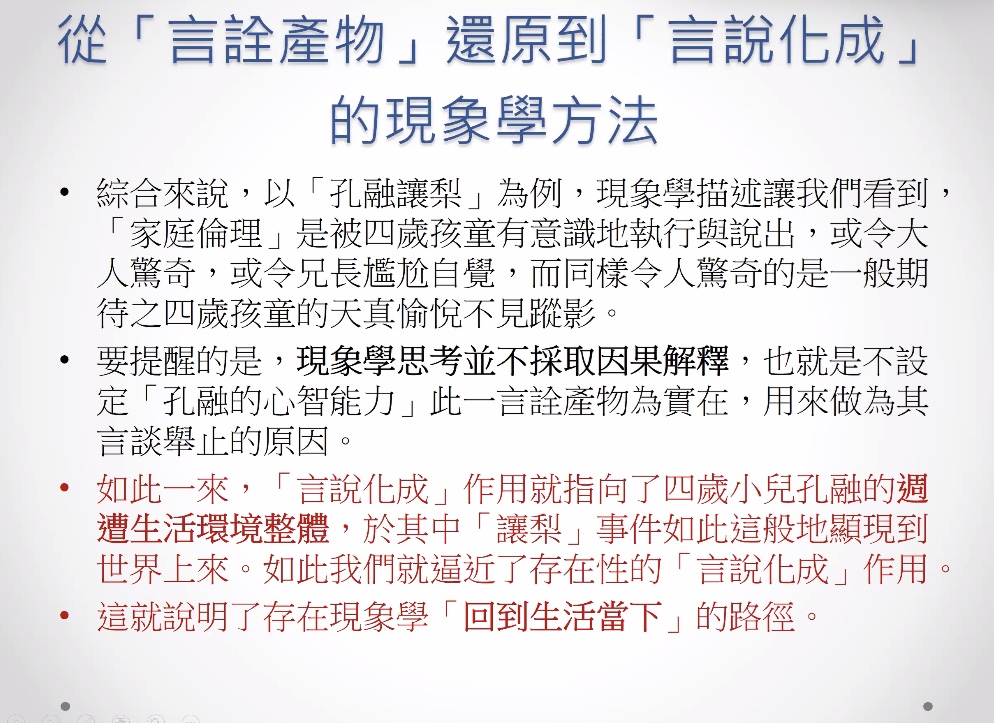 從「言詮產物」還原到「言說化成」
的現象學方法
• 綜合來說，以「孔融讓梨」為例，現象學描述讓我們看到，
「家庭倫理」是被四歲孩童有意識地執行與說出，或令大
人驚奇，或令兄長尷尬自覺，而同樣令人驚奇的是一般期
待之四歲孩童的天真愉悅不見蹤影。
• 要提醒的是，現象學思考並不採取因果解釋，也就是不設
定「孔融的心智能力」此一言詮產物為實在，用來做為其
言談舉止的原因。
• 如此一來，「言說化成」作用就指向了四歲小兒孔融的週
遭生活環境整體，於其中「讓梨」事件如此這般地顯現到
世界上來。如此我們就逼近了存在性的「言說化成」作用。
• 這就說明了存在現象學「回到生活當下」的路徑。